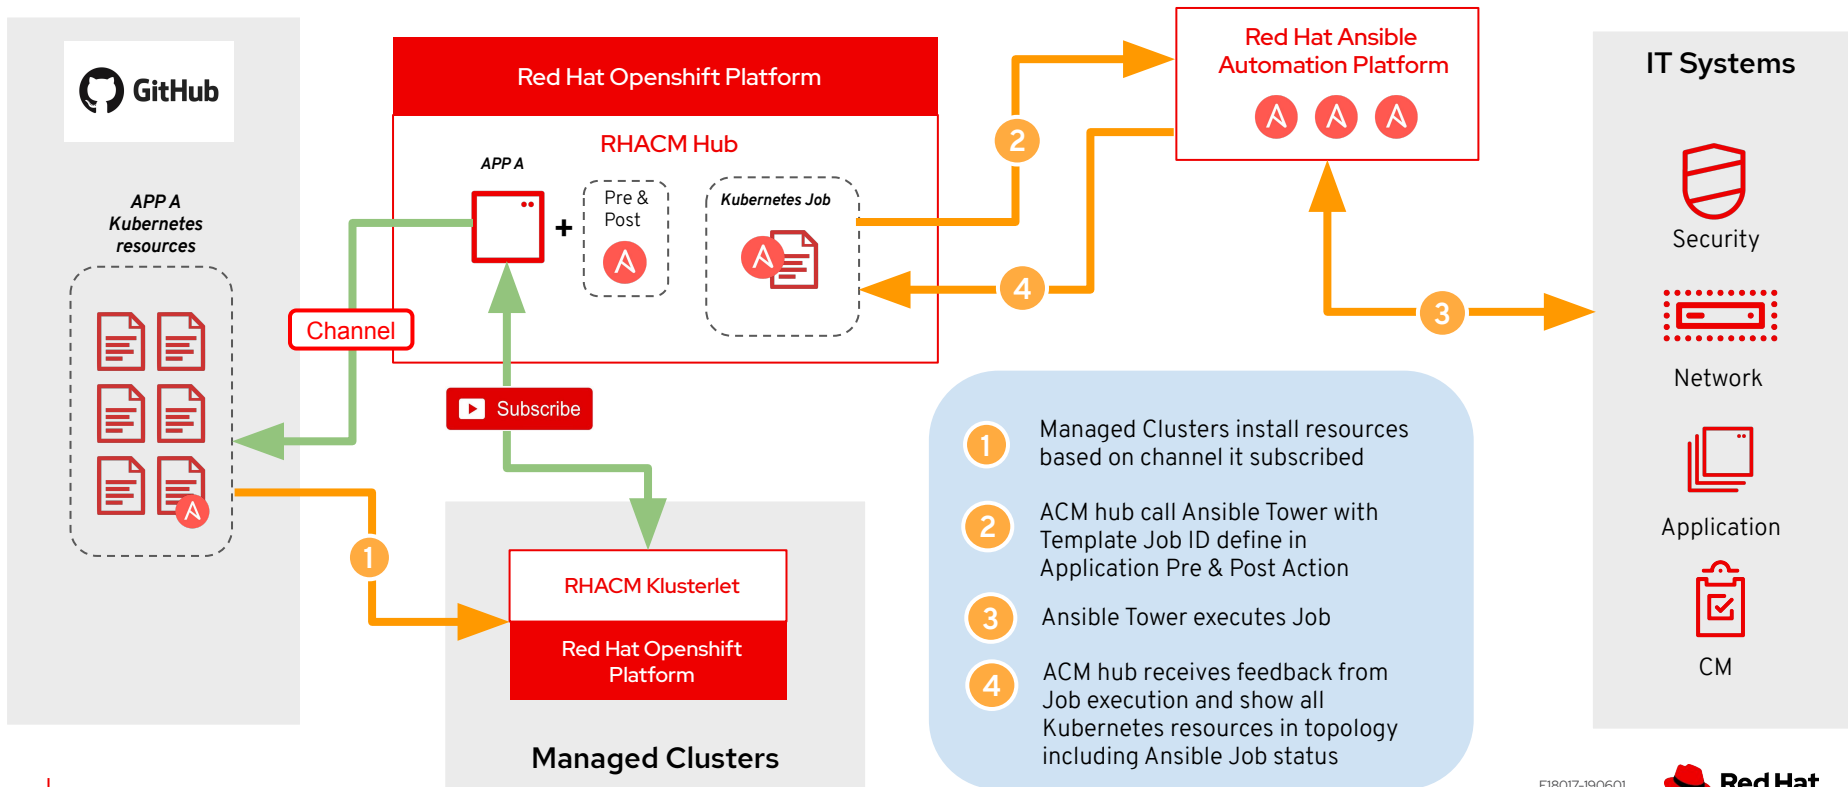 GitHub
APP A
Kubernetes
resources
Channel
Red Hat Openshift Platform
RHACM Hub
APP A
+
Pre &
Post
Kubernetes Job
Subscribe
1
RHACM Klusterlet
Red Hat Openshift
Platform
Managed Clusters
2
4
Red Hat Ansible
Automation Platform
3
1
Managed Clusters install resources
based on channel it subscribed
2
ACM hub call Ansible Tower with
Template Job ID define in
Application Pre & Post Action
3
Ansible Tower executes Job
4
ACM hub receives feedback from
Job execution and show all
Kubernetes resources in topology
including Ansible Job status
IT Systems
Security
Network
Application
CM
F18017-190601
Red Hat